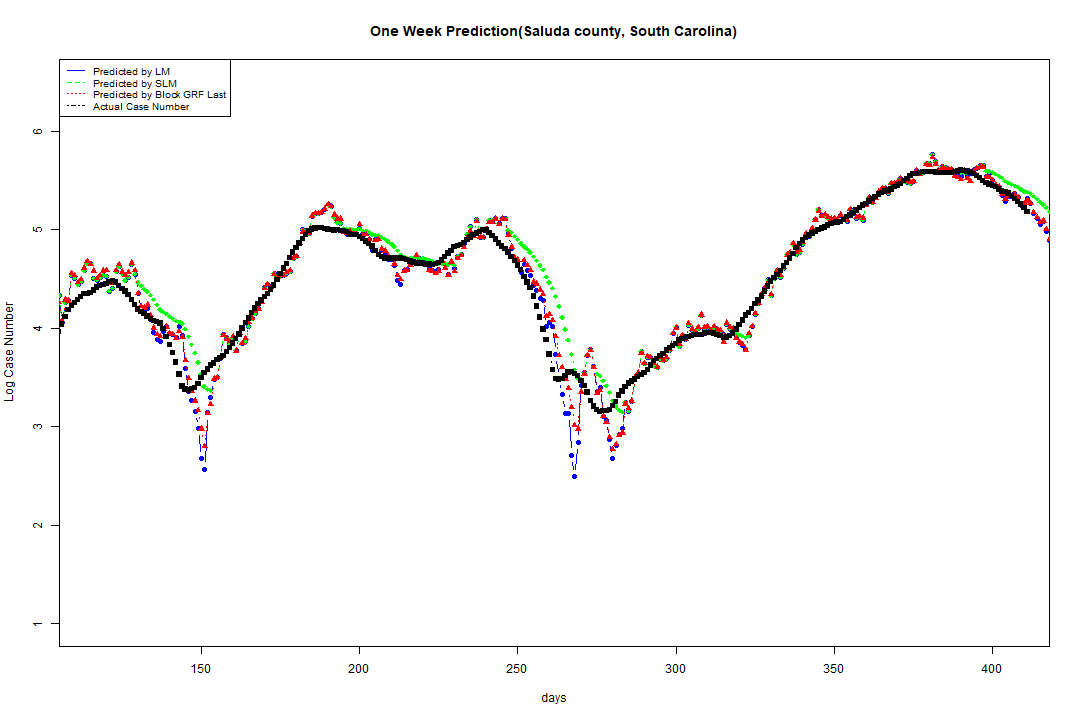 One Week Prediction(Saluda county, South Carolina)
Predicted by LM
Predicted by SLM
Predicted by Block GRF Last
Actual Case Number
6
5
4
3
2
1
Log Case Number
150 200 250 300 350 400
days